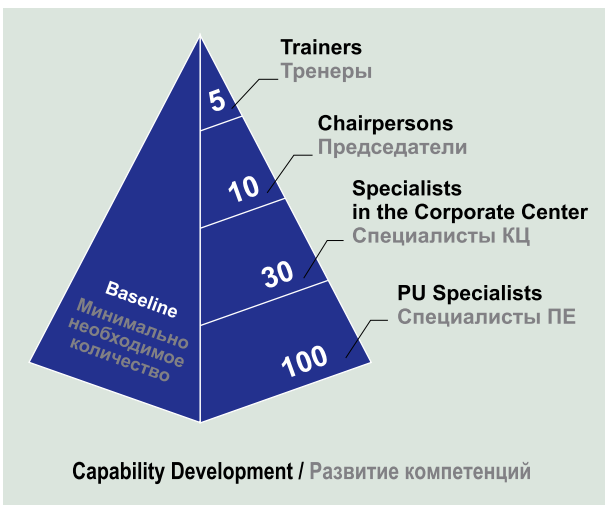 Trainers
Тренеры
5
Chairpersons
Председатели
10
Specialists
in the Corporate Center
Специалисты КЦ
30
PU Specialists
Специалисты ПЕ
100
Baseline
Минимально
необходимое
количество
Capability Development / Развитие компетенций